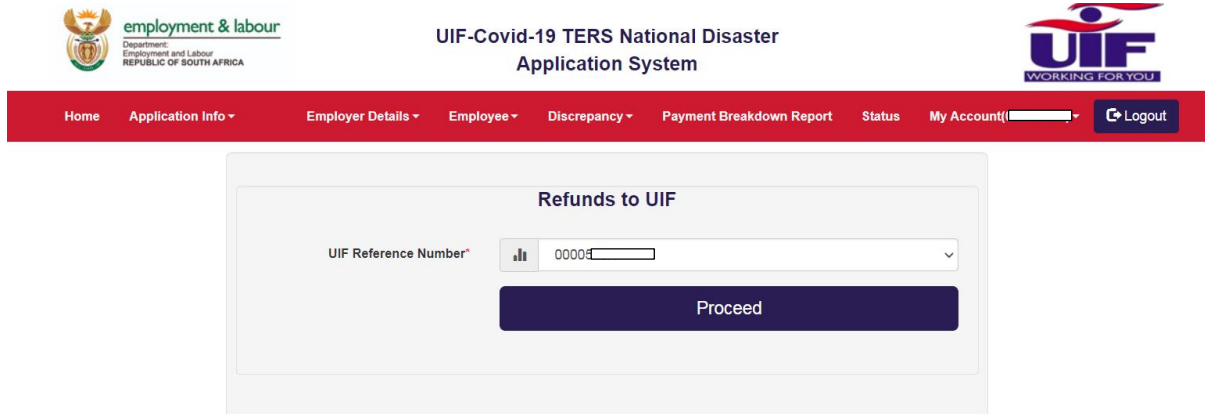 employment & labour
Department:
Employment and Labour
REPUBLIC OF SOUTH AFRICA
UIF-Covid-19 TERS National Disaster
Application System
UIF
WORKING FOR YOU
Home Application Info Employer Details Employee Discrepancy Payment Breakdown Report Status My Account( Logout
Refunds to UIF
UIF Reference Number* 00005
Proceed